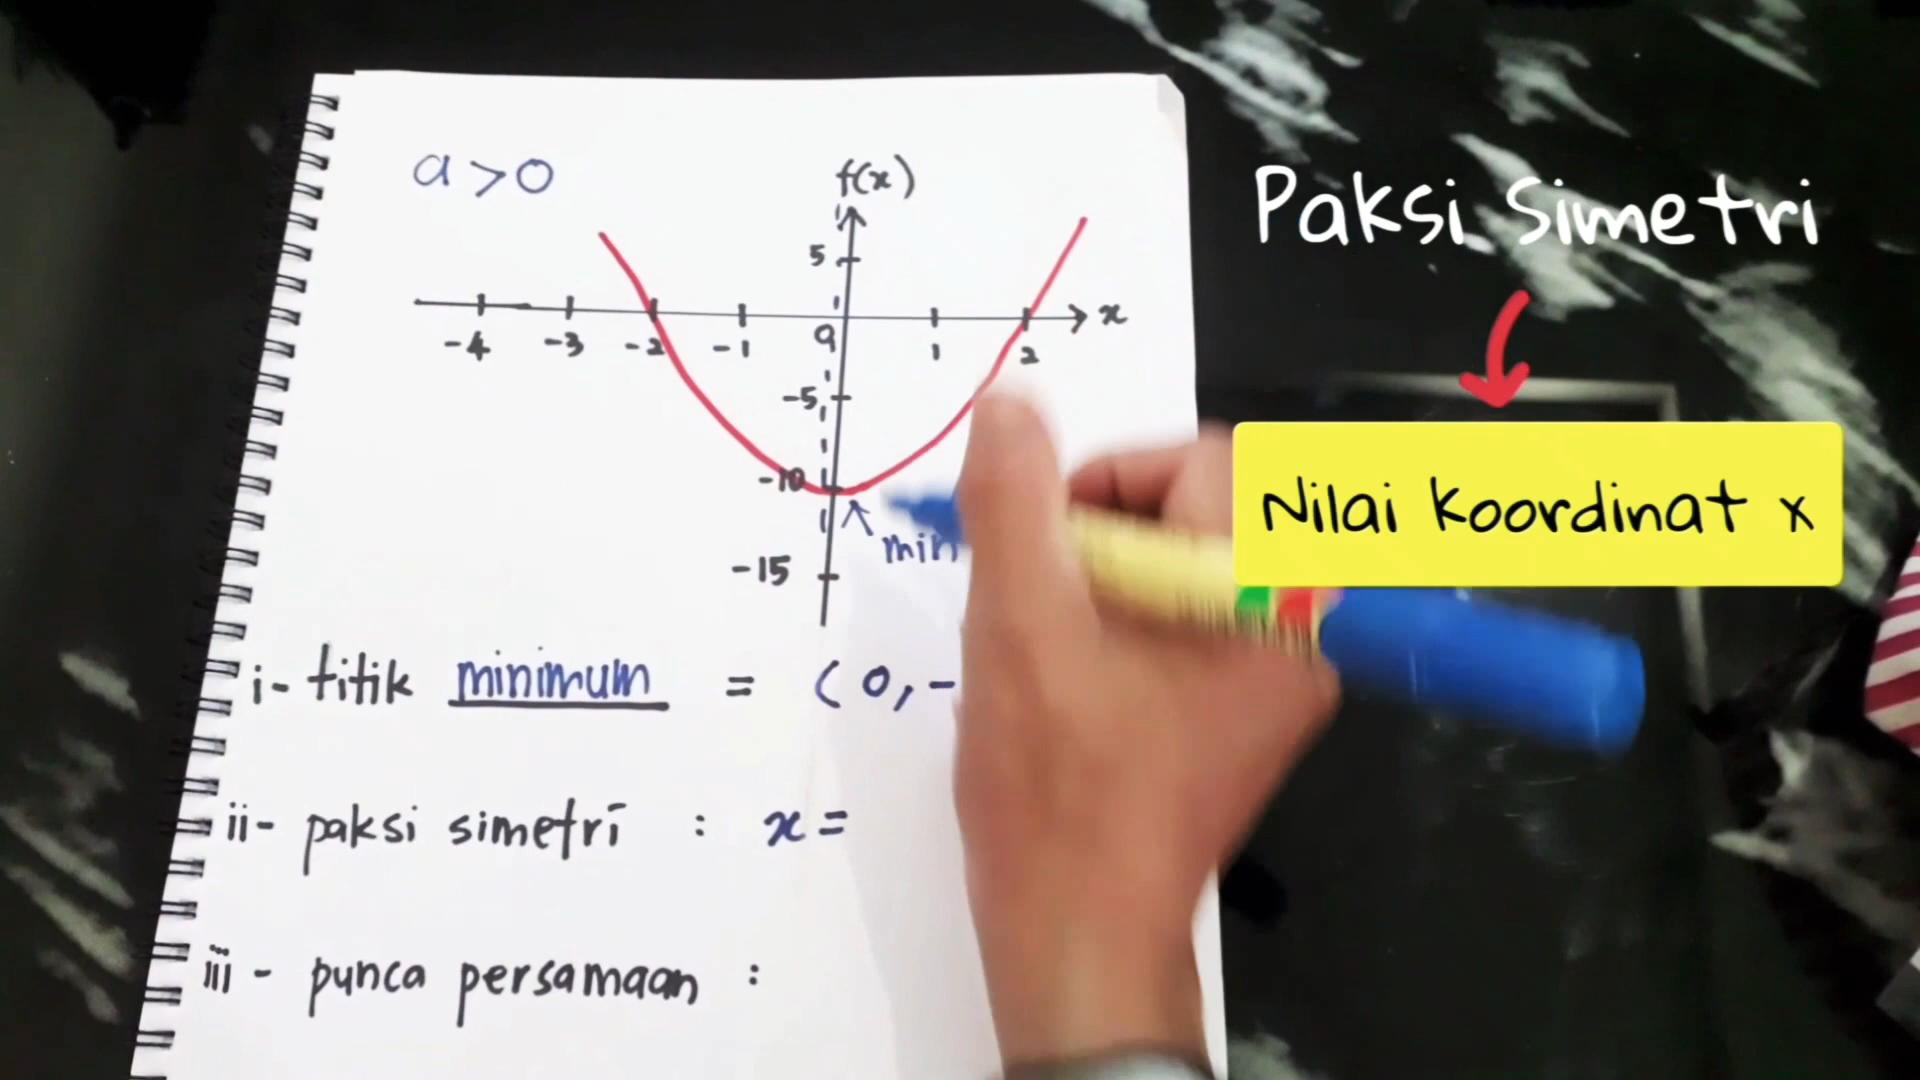 a > 0
f(x)
5
x
-4 -3 -2 -1 0 1 2
-5
-10
min
-15
i- titik minimum = (0, -
ii- paksi simetri : x =
iii- punca persamaan :
Paksi Simetri
Nilai koordinat x